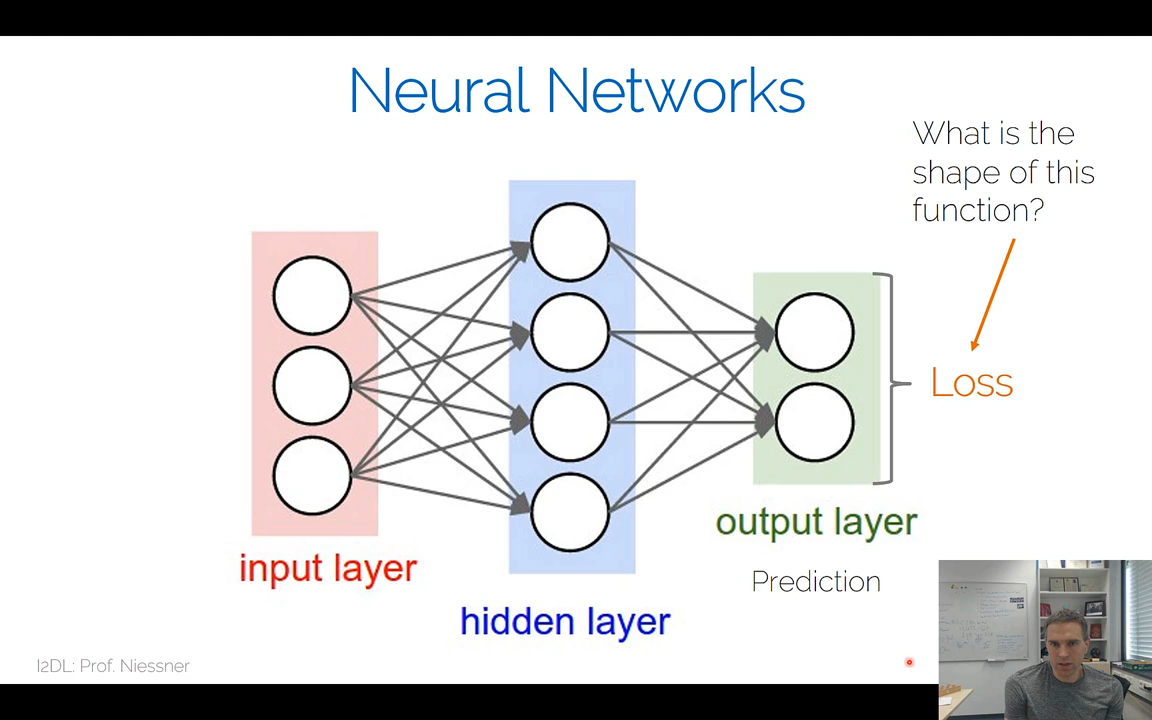 Neural Networks
What is the
shape of this
function?
Loss
input layer
hidden layer
output layer
Prediction
I2DL: Prof. Niessner